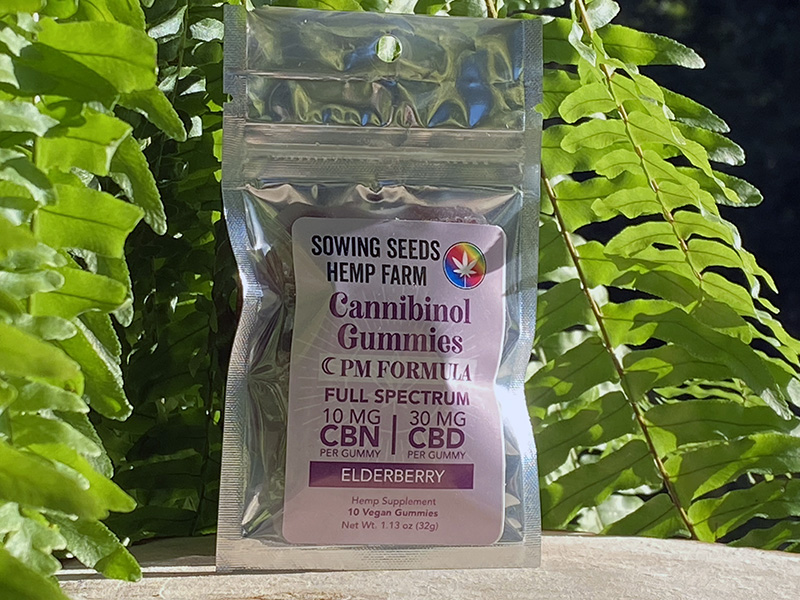 SOWING SEEDS
HEMP FARM
Cannibinol
Gummies
PM FORMULA
FULL SPECTRUM
10 MG 30 MG
CBN | CBD
PER GUMMY PER GUMMY
ELDERBERRY
Hemp Supplement
10 Vegan Gummies
Net Wt. 1.13 oz (32g)